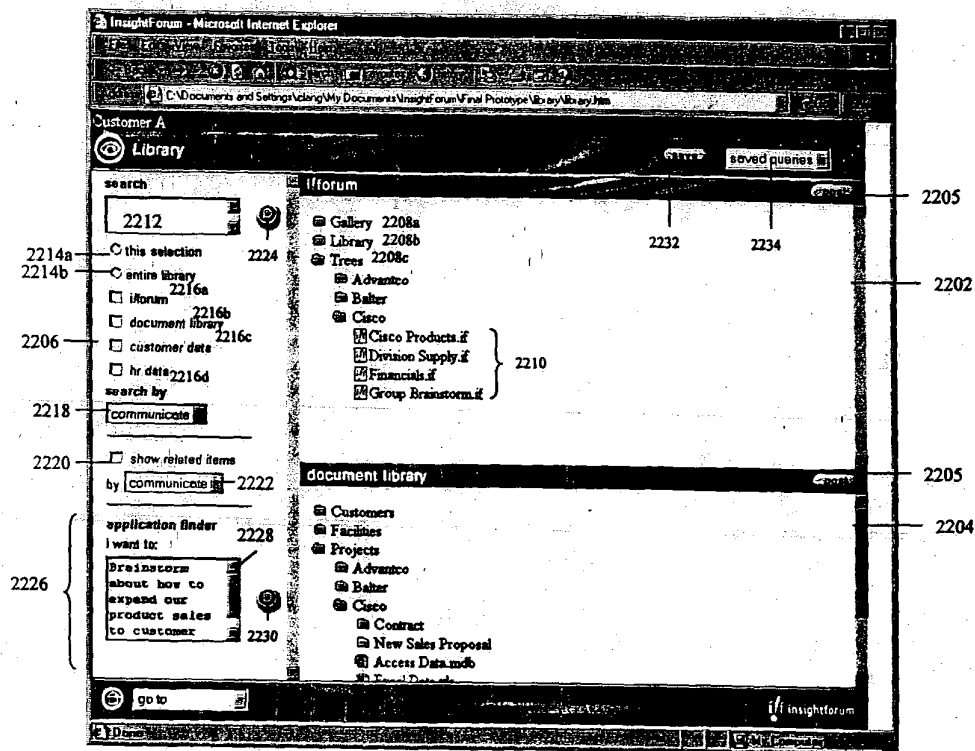 InsightForum - Microsoft Internet Explorer
C:\Documents and Settings\clang\My Documents\InsightForum\Final Prototype\library\library.htm
Customer A
Library
saved queries
search
2212
2224
this selection
entire library
i/forum
document library
customer data
hr data
2214a
2214b
2216a
2216b
2216c
2216d
2206
search by
communicate
2218
show related items
2220
by communicate
2222
application finder
i want to:
2228
Brainstorm
about how to
expand our
product sales
to customer
2226
2230
i/forum
post
2205
2232
2234
Gallery 2208a
Library 2208b
Trees 2208c
Advantco
Balter
Cisco
Cisco Products.if
Division Supply.if
Financials.if
Group Brainstorm.if
2210
2202
document library
post
2205
2204
Customers
Facilities
Projects
Advantco
Balter
Cisco
Contract
New Sales Proposal
Access Data.mdb
go to
i/f insightforum
Done